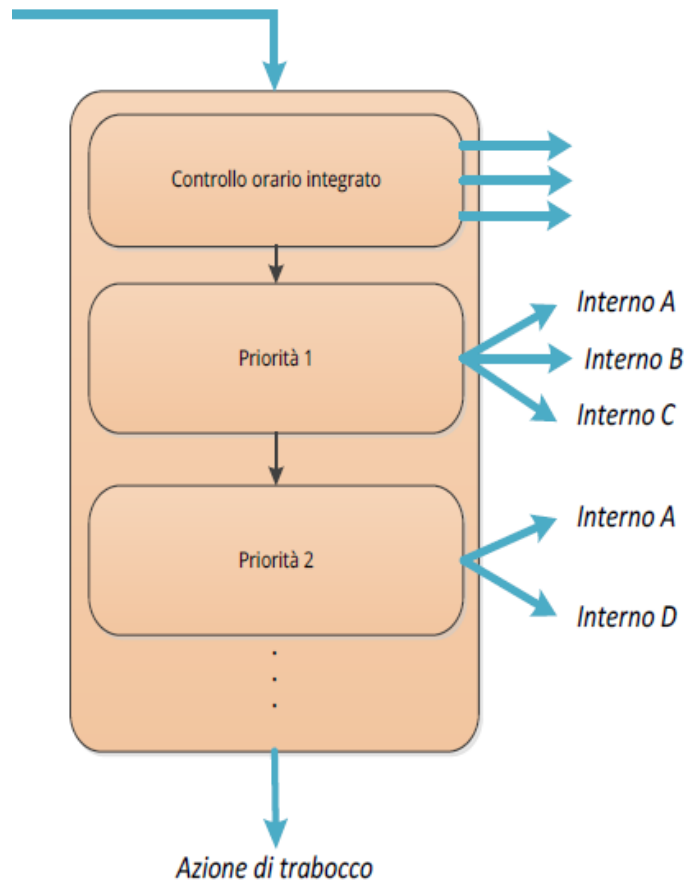 Controllo orario integrato
Interno A
Priorità 1
Interno B
Interno C
Interno A
Priorità 2
Interno D
Azione di trabocco